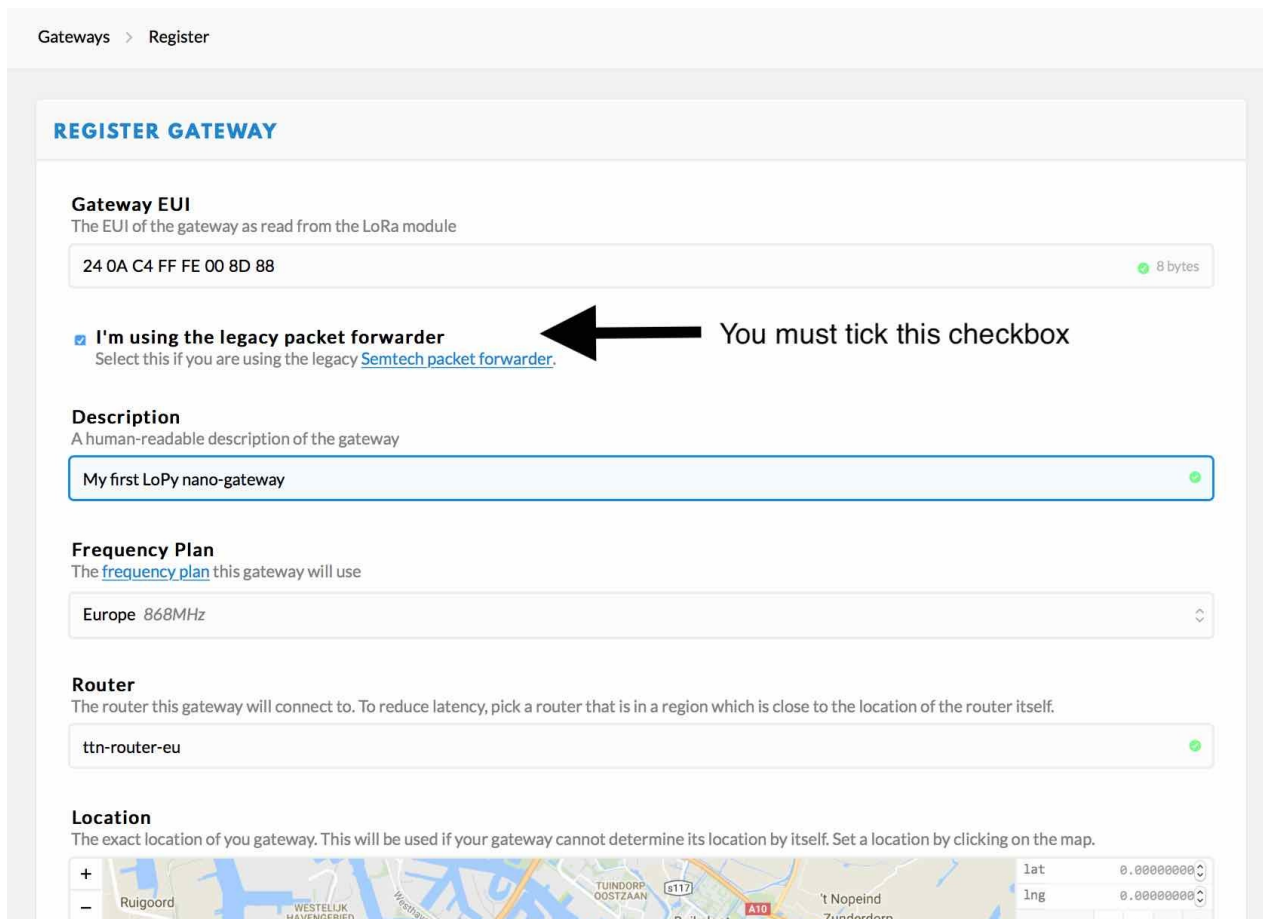 Gateways > Register
REGISTER GATEWAY
Gateway EUI
The EUI of the gateway as read from the LoRa module
24 0A C4 FF FE 00 8D 88
8 bytes
I'm using the legacy packet forwarder
Select this if you are using the legacy Semtech packet forwarder.
You must tick this checkbox
Description
A human-readable description of the gateway
My first LoPy nano-gateway
Frequency Plan
The frequency plan this gateway will use
Europe 868MHz
Router
The router this gateway will connect to. To reduce latency, pick a router that is in a region which is close to the location of the router itself.
ttn-router-eu
Location
The exact location of you gateway. This will be used if your gateway cannot determine its location by itself. Set a location by clicking on the map.
+
−
Ruigoord
WESTELIJK
HAVENGEBIED
TUINDORP
OOSTZAAN
s117
A10
't Nopeind
lat 0.00000000
lng 0.00000000